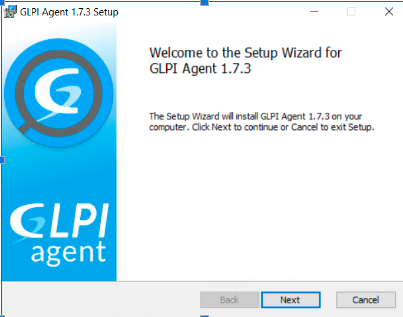 GLPI Agent 1.7.3 Setup
Welcome to the Setup Wizard for
GLPI Agent 1.7.3
The Setup Wizard will install GLPI Agent 1.7.3 on your
computer. Click Next to continue or Cancel to exit Setup.
GLPI
agent
Back
Next
Cancel